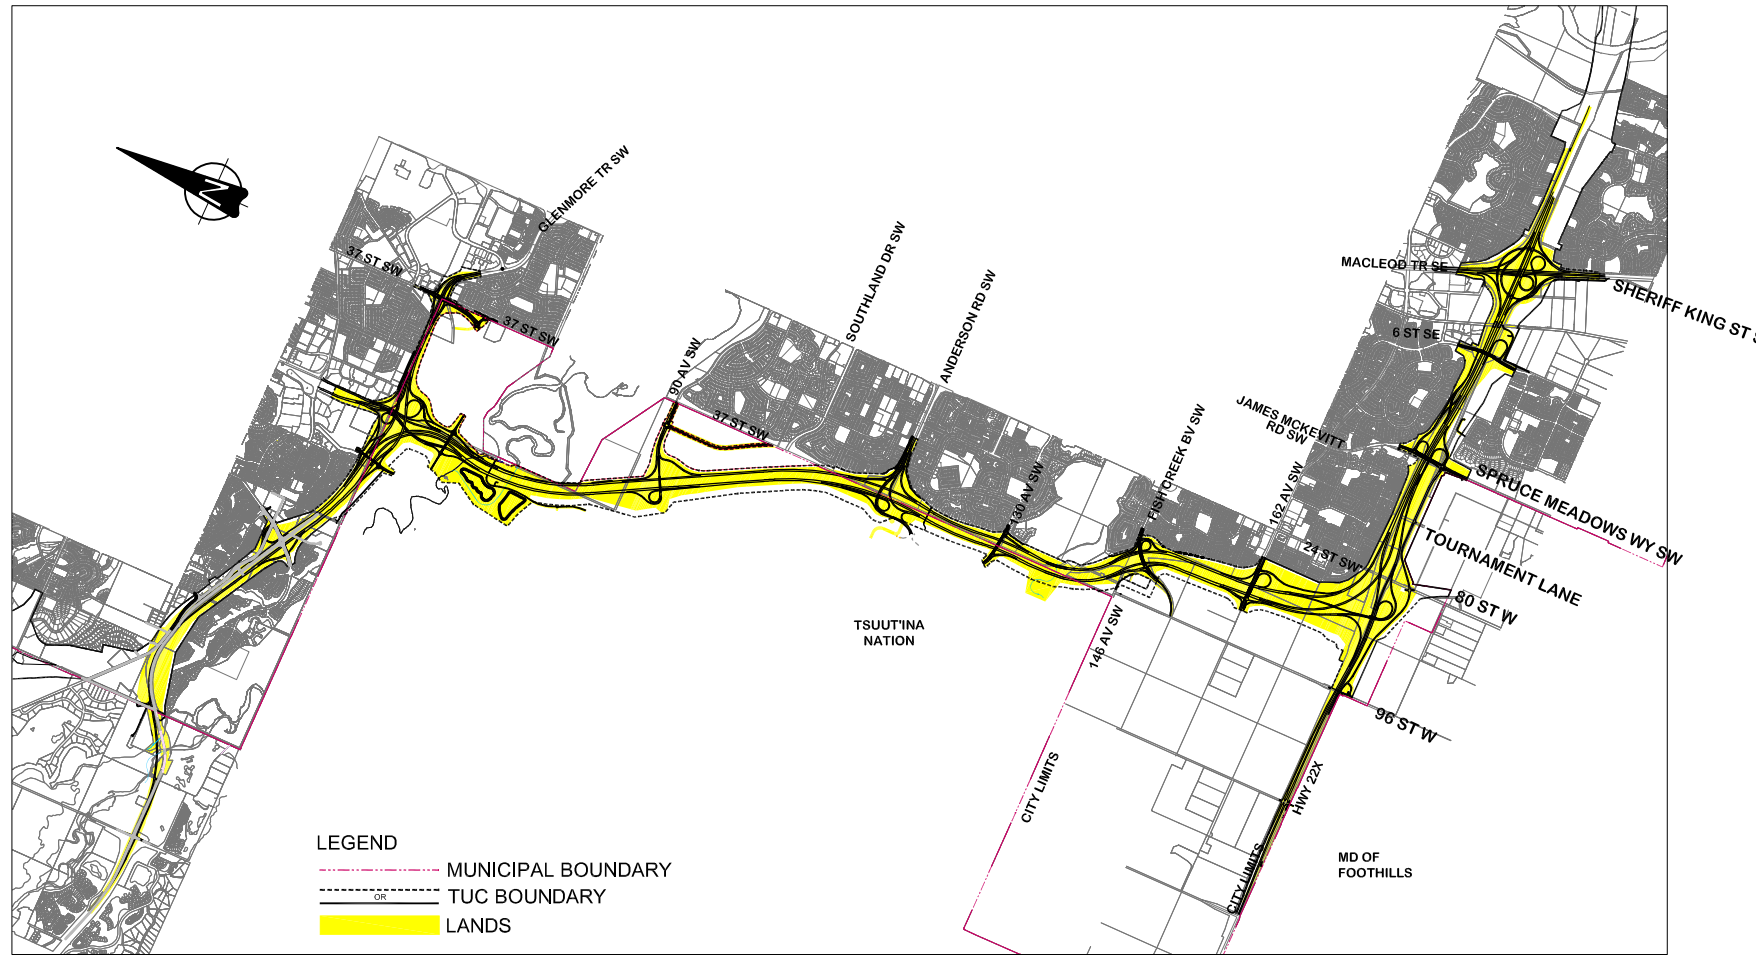 GLENMORE TR SW
37 ST SW
N
37 ST SW
90 AV SW
37 ST SW
SOUTHLAND DR SW
ANDERSON RD SW
130 AV SW
FISH CREEK BV SW
162 AV SW
24 ST SW
146 AV SW
MACLEOD TR SE
SHERIFF KING ST S
6 ST SE
JAMES MCKEVITT
RD SW
SPRUCE MEADOWS WY SW
TOURNAMENT LANE
80 ST W
96 ST W
TSUUT'INA
NATION
CITY LIMITS
HWY 22X
CITY LIMITS
MD OF
FOOTHILLS
LEGEND
MUNICIPAL BOUNDARY
OR
TUC BOUNDARY
LANDS